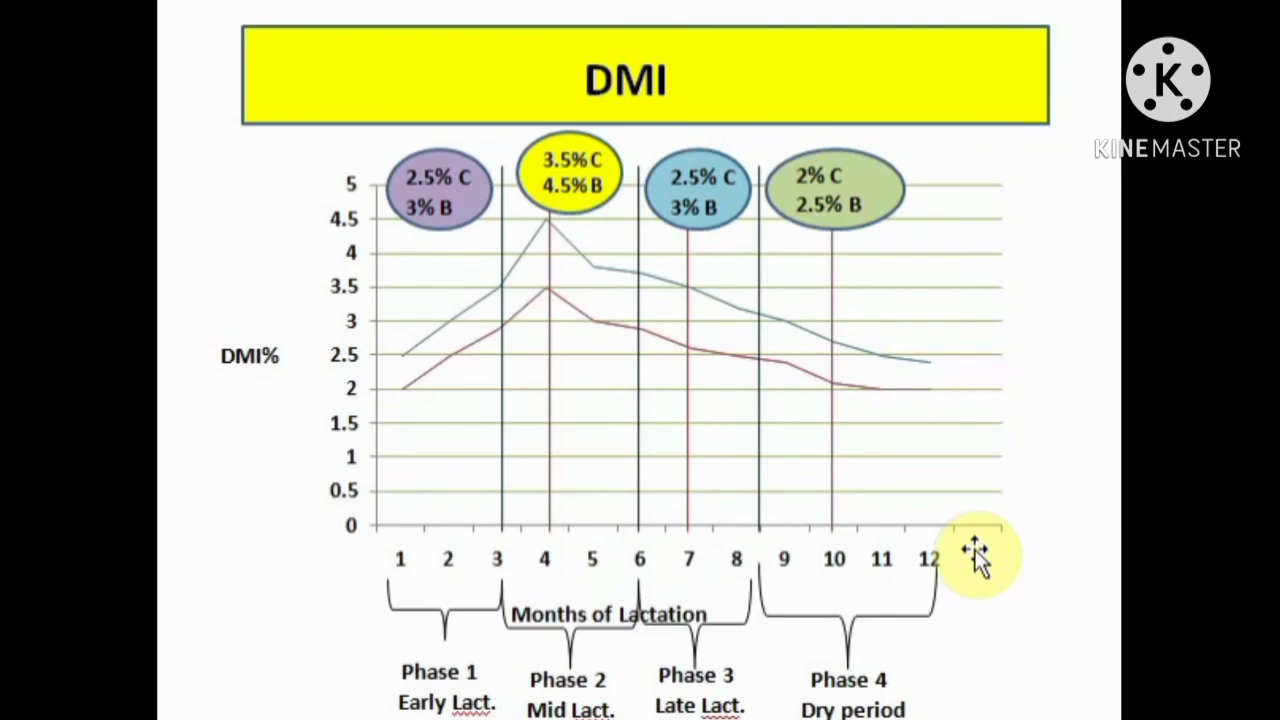 DMI
K
KINEMASTER
2.5% C
3% B
3.5% C
4.5% B
2.5% C
3% B
2% C
2.5% B
5
4.5
4
3.5
3
2.5
2
1.5
1
0.5
0
DMI%
1 2 3 4 5 6 7 8 9 10 11 12
Months of Lactation
Phase 1
Early Lact.
Phase 2
Mid Lact.
Phase 3
Late Lact.
Phase 4
Dry period